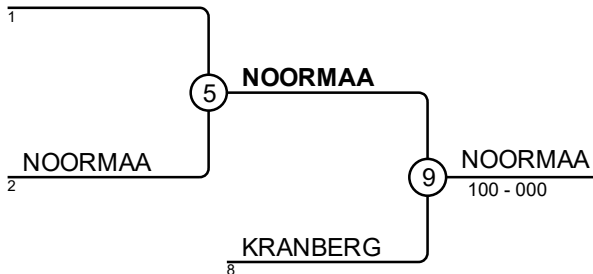 1
5
NOORMAA
NOORMAA
2
9
NOORMAA
100 - 000
KRANBERG
8